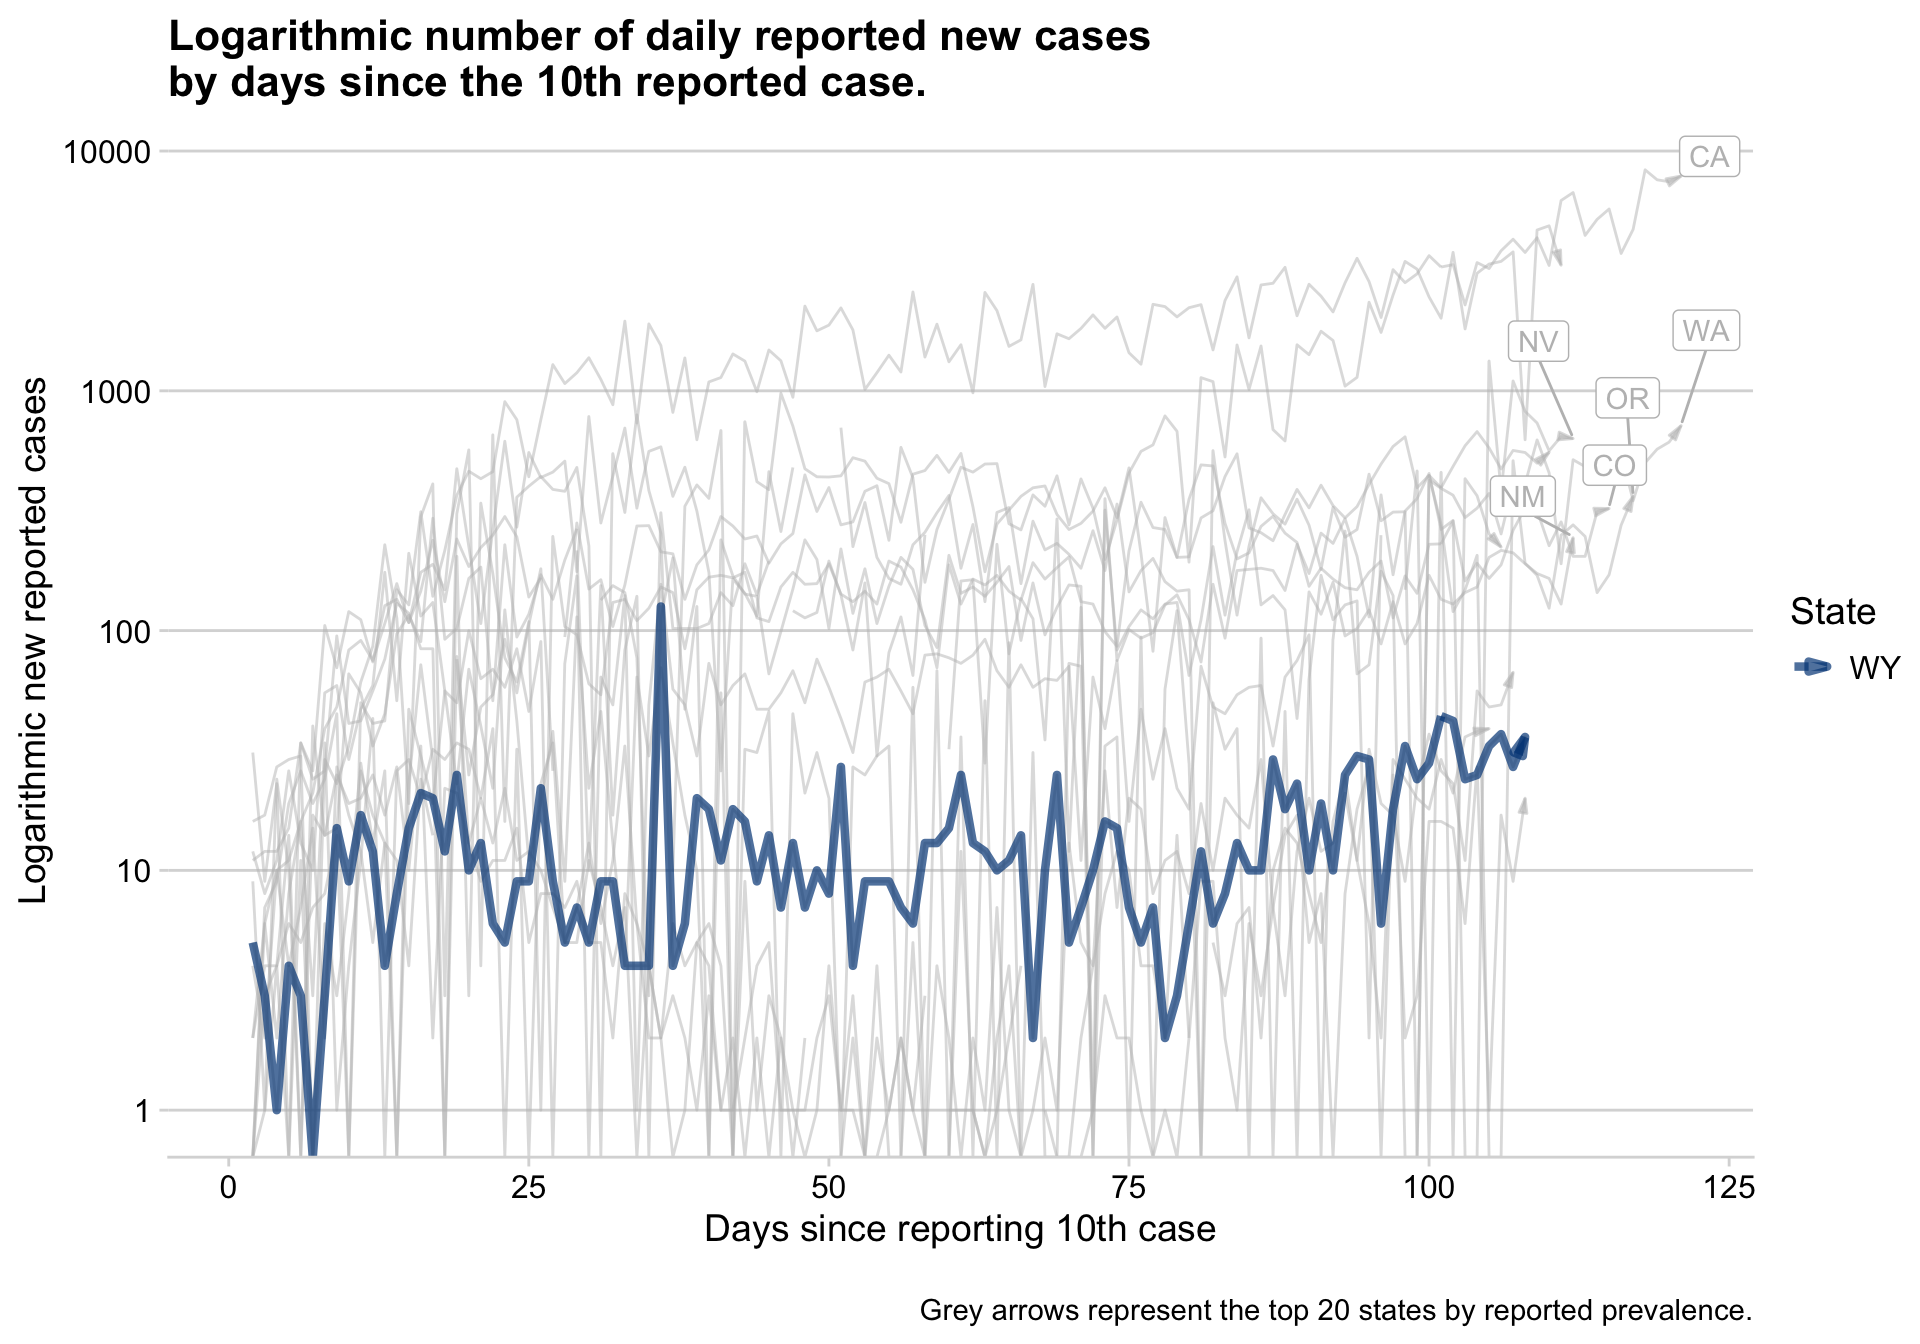 Logarithmic number of daily reported new cases
by days since the 10th reported case.
Logarithmic new reported cases
10000
1000
100
10
1
CA
WA
NV
OR
CO
NM
State
WY
0
25
50
75
100
125
Days since reporting 10th case
Grey arrows represent the top 20 states by reported prevalence.